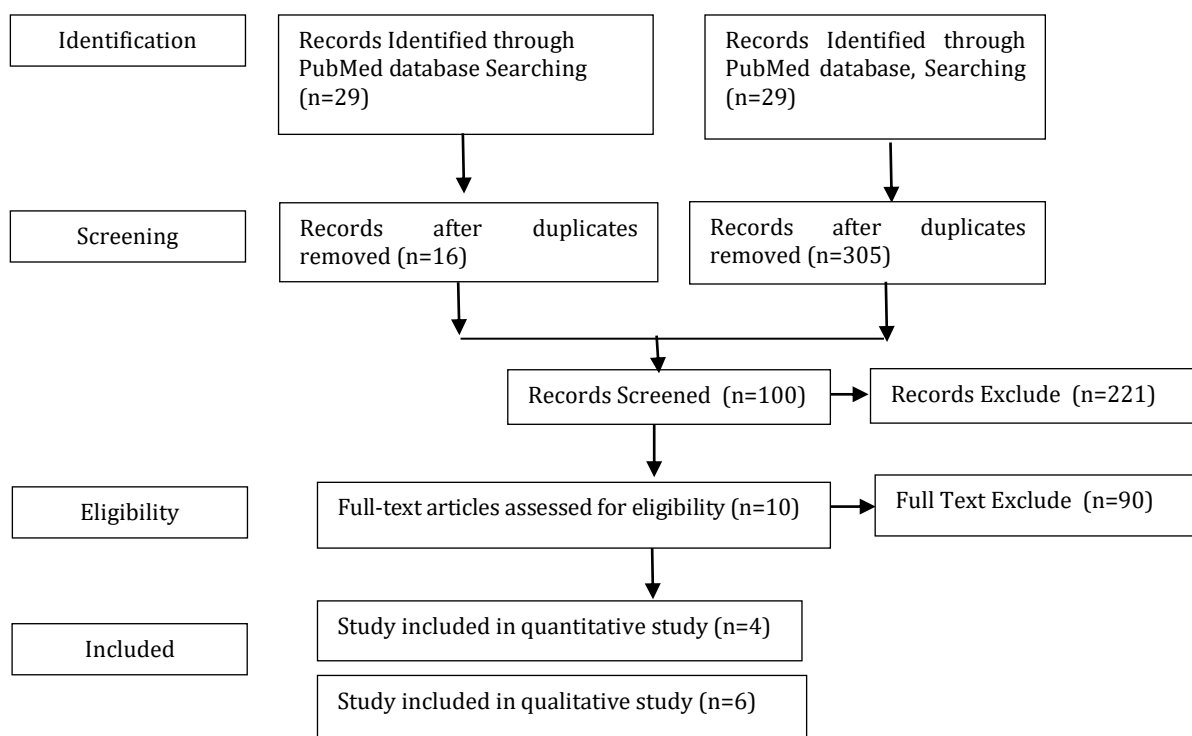 Identification
Records Identified through
PubMed database Searching
(n=29)
Records Identified through
PubMed database, Searching
(n=29)
Screening
Records after duplicates
removed (n=16)
Records after duplicates
removed (n=305)
Records Screened (n=100)
Records Exclude (n=221)
Eligibility
Full-text articles assessed for eligibility (n=10)
Full Text Exclude (n=90)
Included
Study included in quantitative study (n=4)
Study included in qualitative study (n=6)